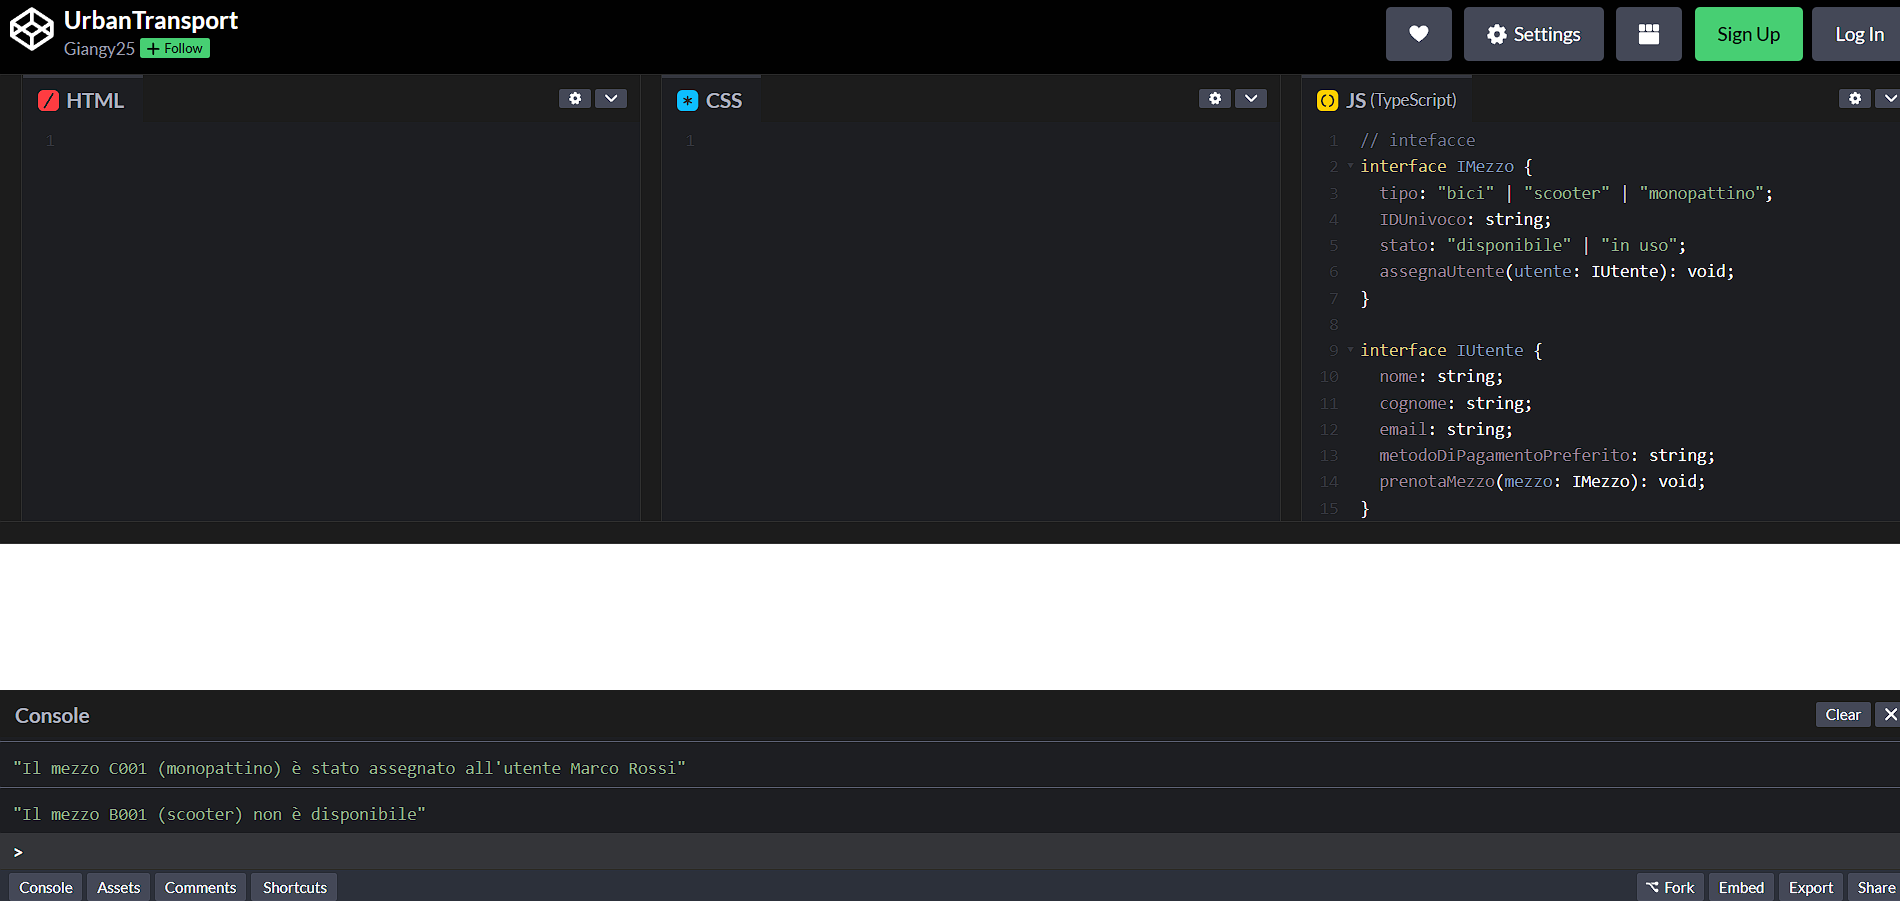 UrbanTransport
Giangy25 + Follow
Settings
Sign Up
Log In
HTML
1
CSS
1
JS (TypeScript)
1 // intefacce
2 interface IMezzo {
3 tipo: "bici" | "scooter" | "monopattino";
4 IDUnivoco: string;
5 stato: "disponibile" | "in uso";
6 assegnaUtente(utente: IUtente): void;
7 }
8
9 interface IUtente {
10 nome: string;
11 cognome: string;
12 email: string;
13 metodoDiPagamentoPreferito: string;
14 prenotaMezzo(mezzo: IMezzo): void;
15 }
Console
Clear
"Il mezzo C001 (monopattino) è stato assegnato all'utente Marco Rossi"
"Il mezzo B001 (scooter) non è disponibile"
>
Console Assets Comments Shortcuts
Fork Embed Export Share